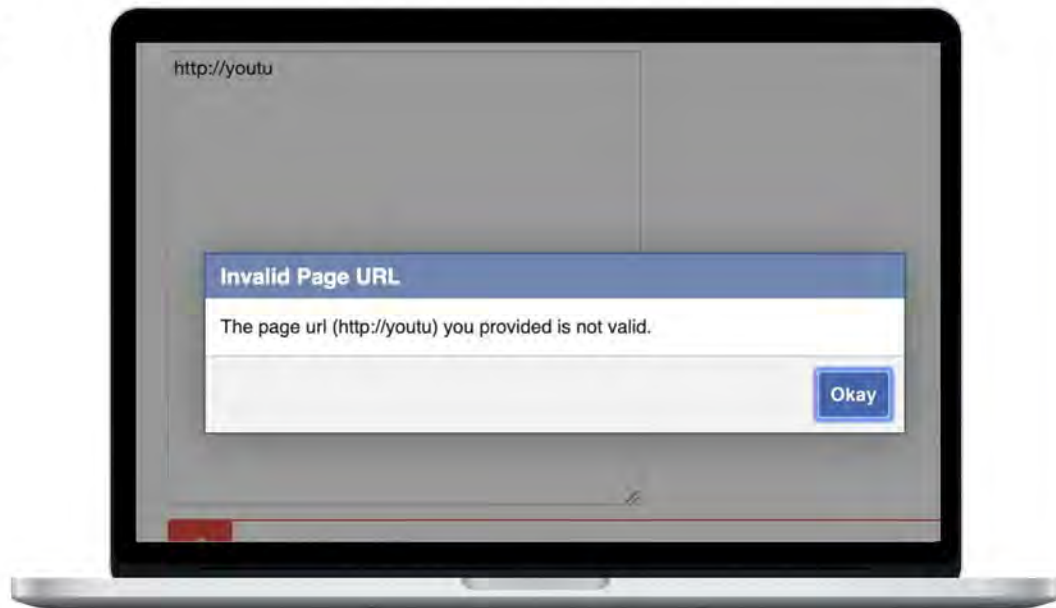 http://youtu
Invalid Page URL
The page url (http://youtu) you provided is not valid.
Okay